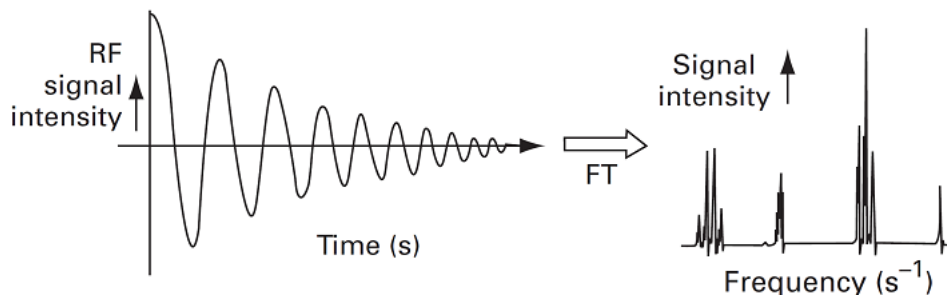 RF
signal
intensity
Time (s)
FT
Signal
intensity
Frequency (s⁻¹)